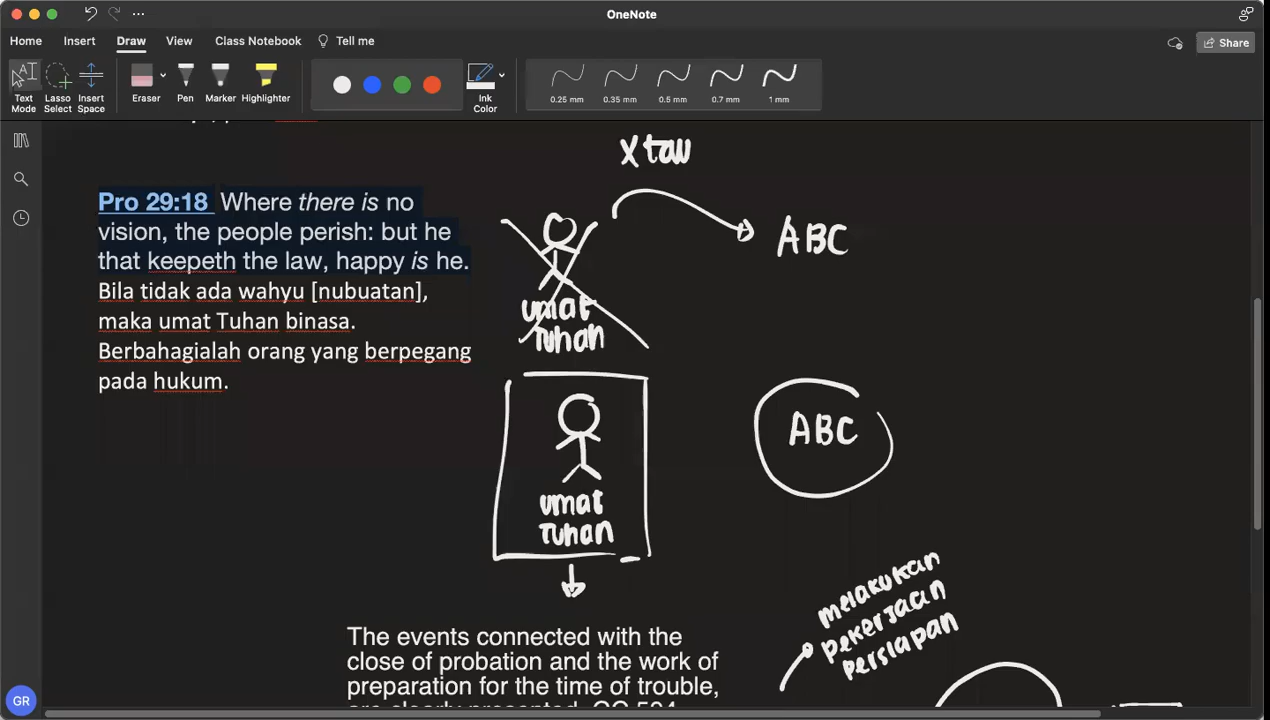 OneNote
Home Insert Draw View Class Notebook Tell me
Share
Text Mode
Lasso Select
Insert Space
Eraser
Pen
Marker
Highlighter
Ink Color
0.25 mm 0.35 mm 0.5 mm 0.7 mm 1 mm
X tau
Pro 29:18 Where there is no
vision, the people perish: but he
that keepeth the law, happy is he.
Bila tidak ada wahyu [nubuatan],
maka umat Tuhan binasa.
Berbahagialah orang yang berpegang
pada hukum.
ABC
umat
Tuhan
ABC
umat
Tuhan
melakukan
pekerjaan
persiapan
The events connected with the
close of probation and the work of
preparation for the time of trouble,
are clearly presented. GC 594
GR